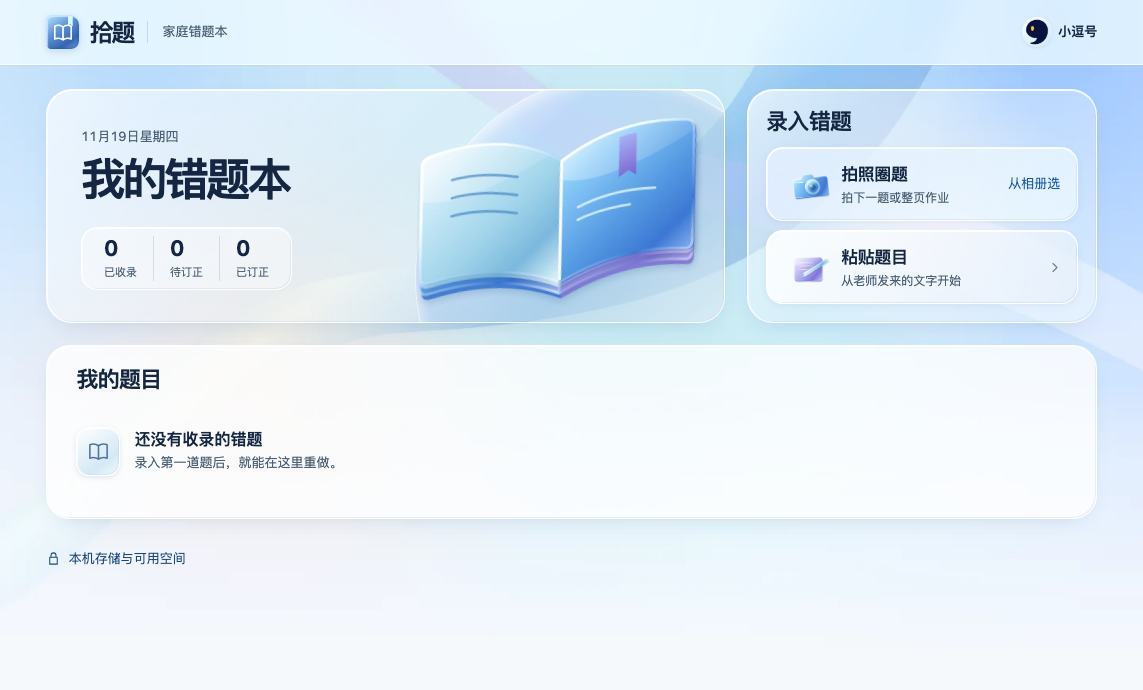 拾题
家庭错题本
小逗号
11月19日星期四
我的错题本
0
已收录
0
待订正
0
已订正
录入错题
拍照圈题
拍下一题或整页作业
从相册选
粘贴题目
从老师发来的文字开始
我的题目
还没有收录的错题
录入第一道题后，就能在这里重做。
本机存储与可用空间